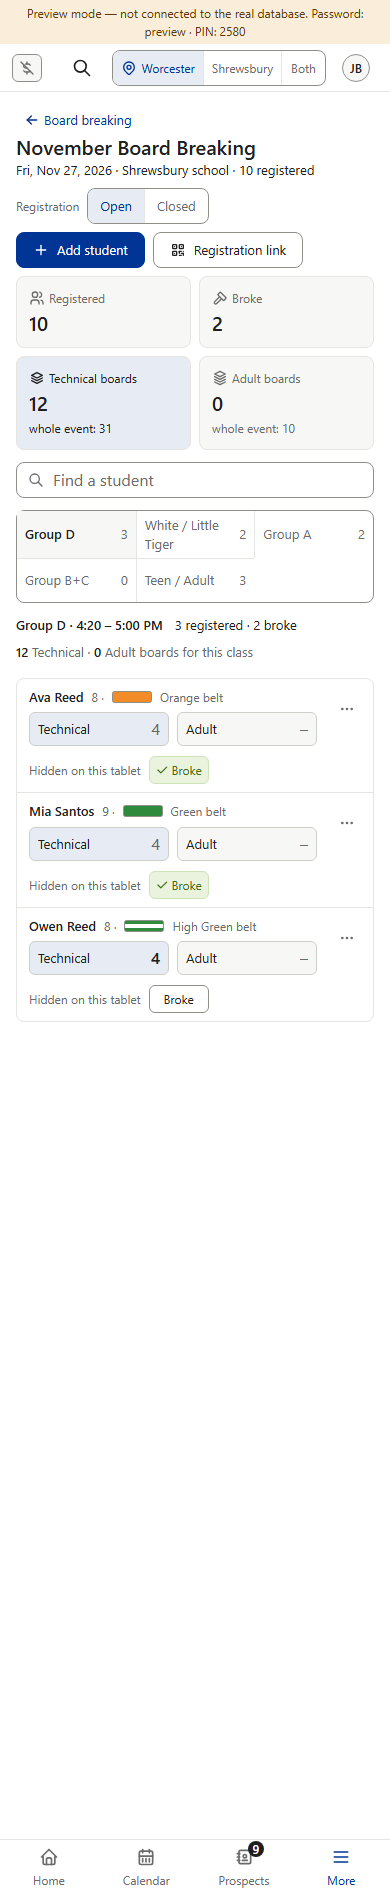 Preview mode — not connected to the real database. Password:
preview · PIN: 2580
Worcester Shrewsbury Both JB
Board breaking
November Board Breaking
Fri, Nov 27, 2026 · Shrewsbury school · 10 registered
Registration Open Closed
Add student Registration link
Registered
10
Broke
2
Technical boards
12
whole event: 31
Adult boards
0
whole event: 10
Find a student
Group D 3
White / Little
Tiger 2
Group A 2
Group B+C 0
Teen / Adult 3
Group D · 4:20 – 5:00 PM 3 registered · 2 broke
12 Technical · 0 Adult boards for this class
Ava Reed 8 · Orange belt
Technical 4 Adult –
Hidden on this tablet Broke
Mia Santos 9 · Green belt
Technical 4 Adult –
Hidden on this tablet Broke
Owen Reed 8 · High Green belt
Technical 4 Adult –
Hidden on this tablet Broke
9
Home Calendar Prospects More